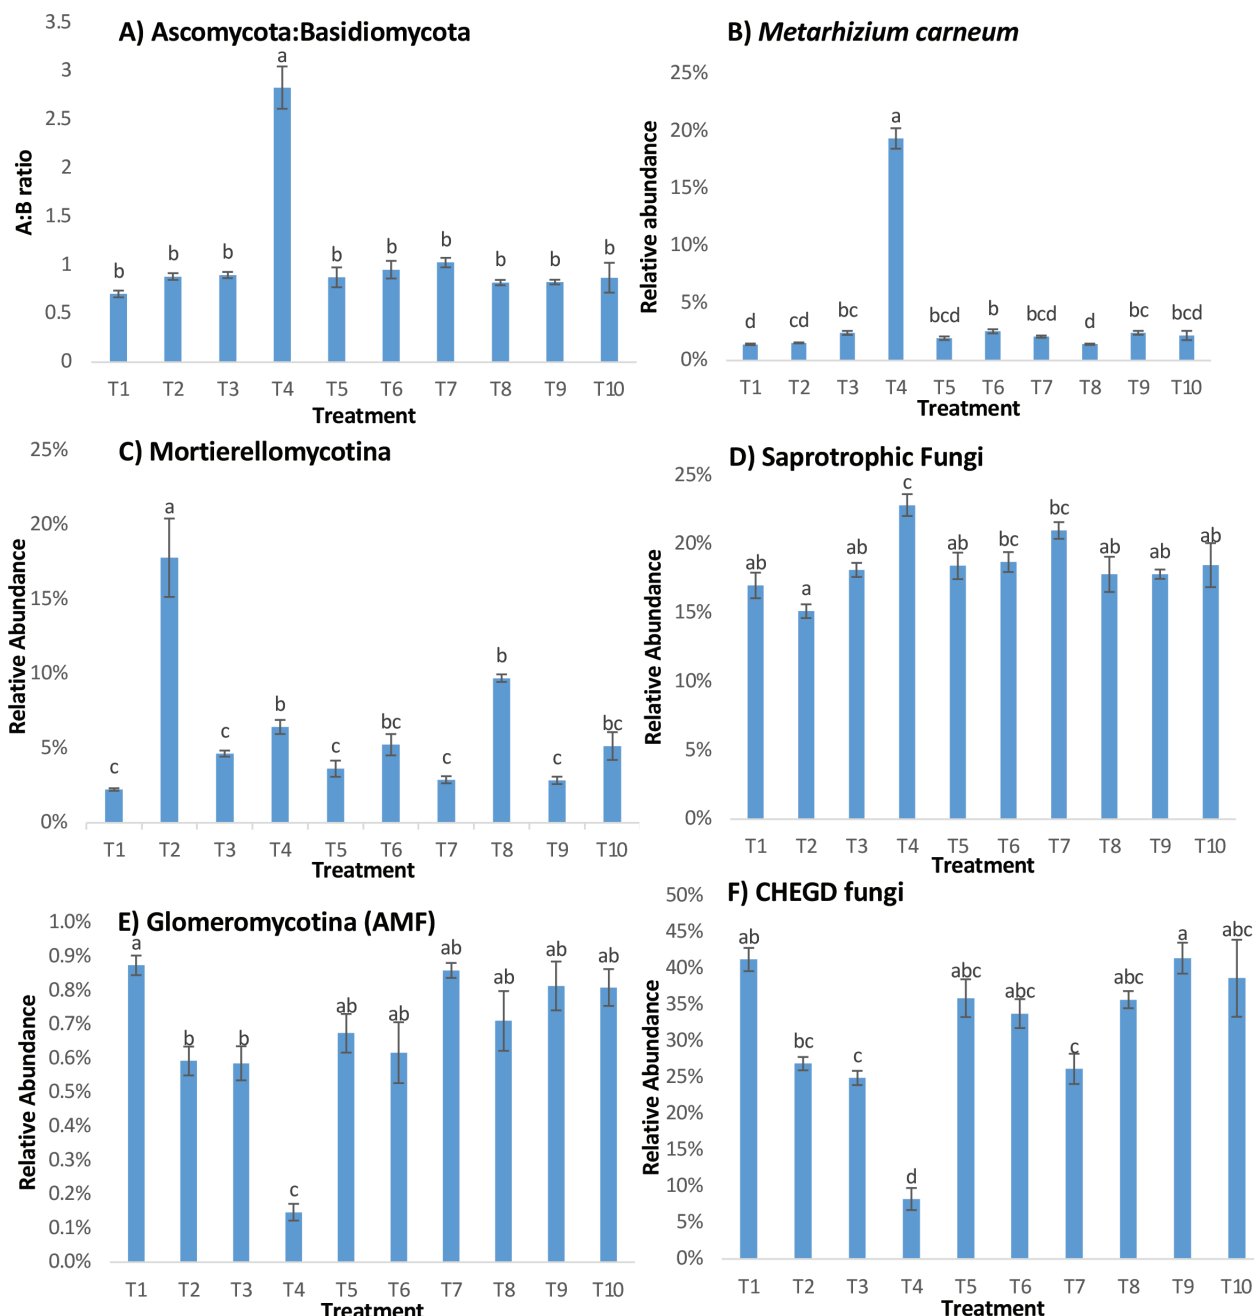 A) Ascomycota:Basidiomycota
3.5
3
2.5
2
1.5
1
0.5
0
A:B ratio
b b b a b b b b b b
T1 T2 T3 T4 T5 T6 T7 T8 T9 T10
Treatment
B) Metarhizium carneum
25%
20%
15%
10%
5%
0%
Relative abundance
d cd bc a bcd b bcd d bc bcd
T1 T2 T3 T4 T5 T6 T7 T8 T9 T10
Treatment
C) Mortierellomycotina
25%
20%
15%
10%
5%
0%
Relative Abundance
c a c b c bc c b c bc
T1 T2 T3 T4 T5 T6 T7 T8 T9 T10
Treatment
D) Saprotrophic Fungi
25%
20%
15%
10%
5%
0%
Relative Abundance
ab a ab c ab bc bc ab ab ab
T1 T2 T3 T4 T5 T6 T7 T8 T9 T10
Treatment
E) Glomeromycotina (AMF)
1.0%
0.9%
0.8%
0.7%
0.6%
0.5%
0.4%
0.3%
0.2%
0.1%
0.0%
Relative Abundance
a b b c ab ab ab ab ab ab
T1 T2 T3 T4 T5 T6 T7 T8 T9 T10
Treatment
F) CHEGD fungi
50%
45%
40%
35%
30%
25%
20%
15%
10%
5%
0%
Relative Abundance
ab bc c d abc abc c abc a abc
T1 T2 T3 T4 T5 T6 T7 T8 T9 T10
Treatment